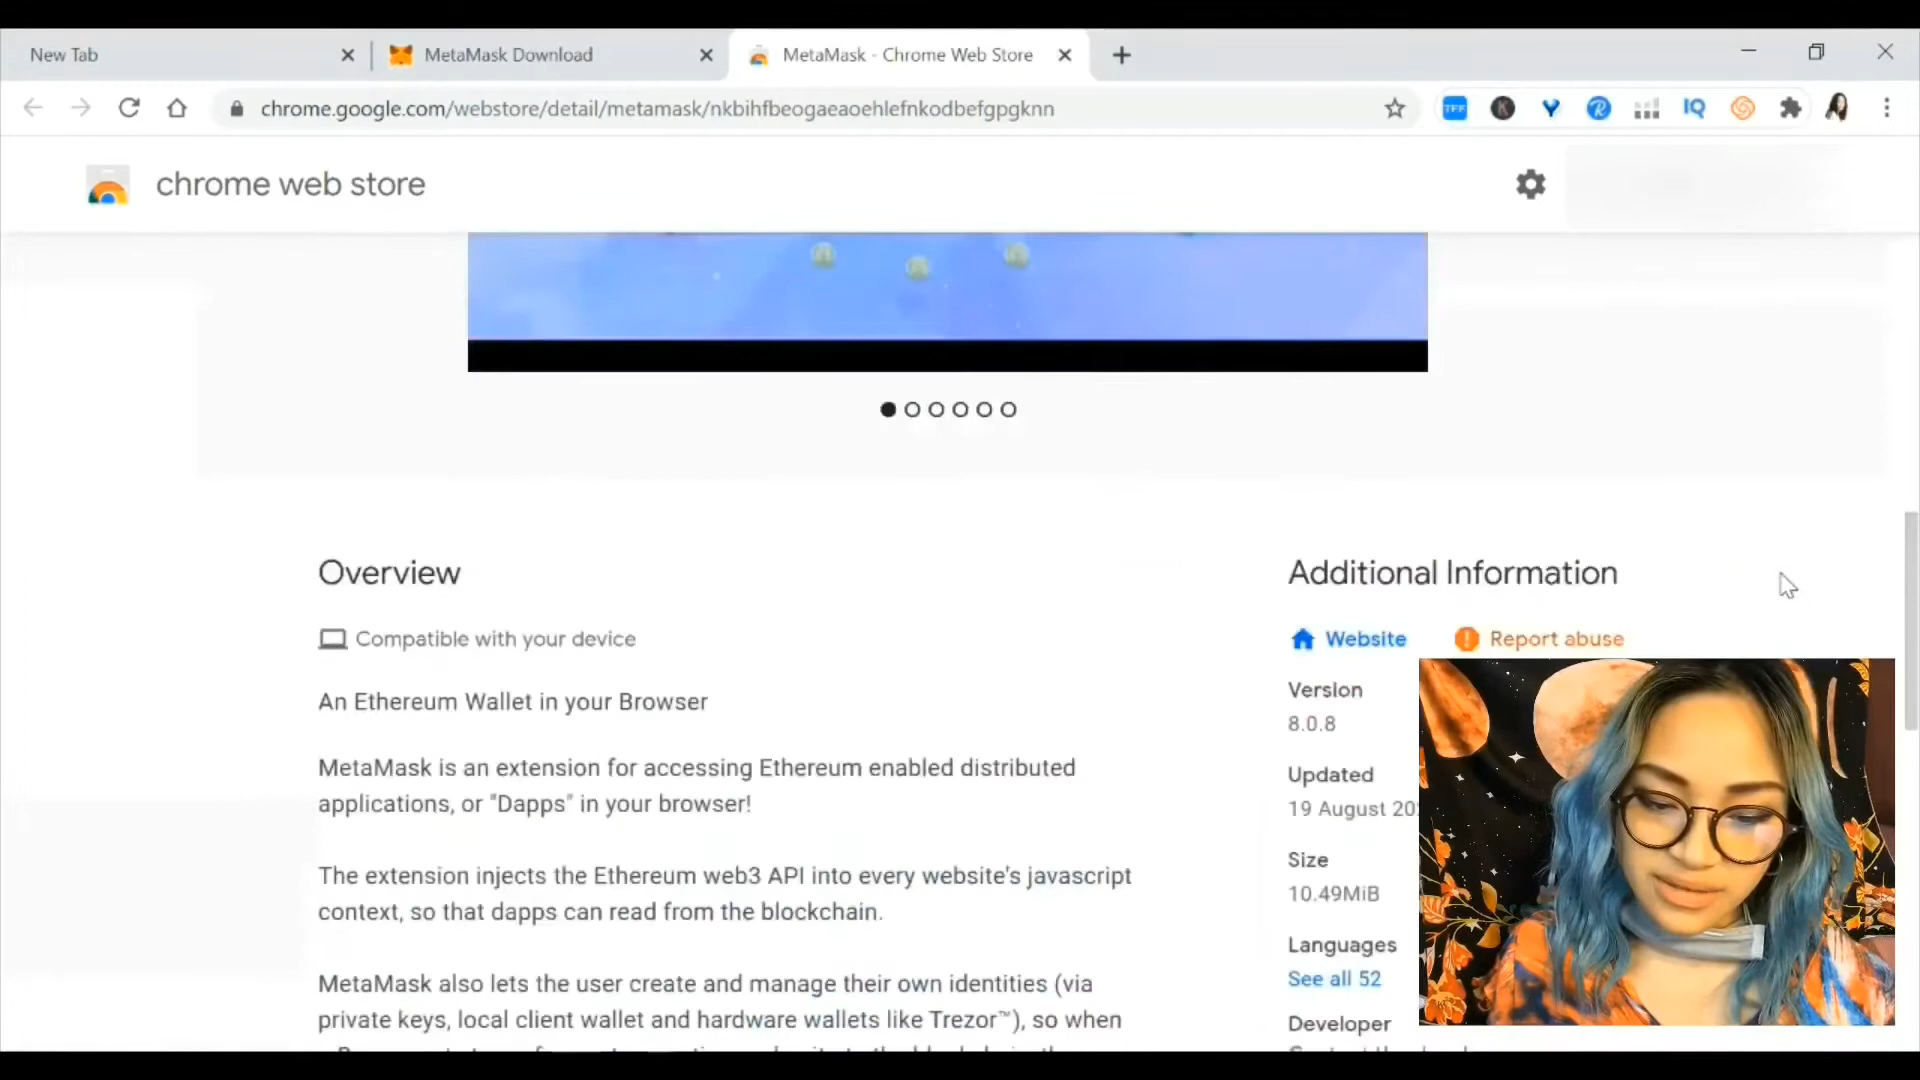 New Tab
MetaMask Download
MetaMask - Chrome Web Store
chrome.google.com/webstore/detail/metamask/nkbihfbeogaeaoehlefnkodbefgpgknn
TFF
K
IQ
chrome web store
Overview
Compatible with your device
An Ethereum Wallet in your Browser
MetaMask is an extension for accessing Ethereum enabled distributed
applications, or "Dapps" in your browser!
The extension injects the Ethereum web3 API into every website's javascript
context, so that dapps can read from the blockchain.
MetaMask also lets the user create and manage their own identities (via
private keys, local client wallet and hardware wallets like Trezor™), so when
Additional Information
Website
Report abuse
Version
8.0.8
Updated
19 August 20
Size
10.49MiB
Languages
See all 52
Developer